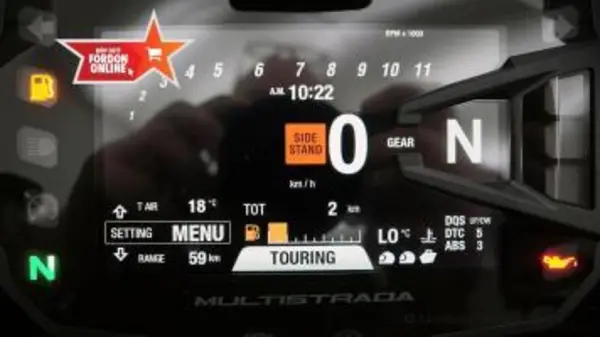 RPM x 1000
FORDON
ONLINE
1 2 3 4 5 6 7 8 9 10 11
A.M. 10:22
SIDE
STAND
0
GEAR
N
km/h
T AIR 18 °C
TOT 2 km
SETTING MENU
RANGE 59 km
TOURING
LO °C
DQS UP/DW
DTC 5
ABS 3
N
MULTISTRADA